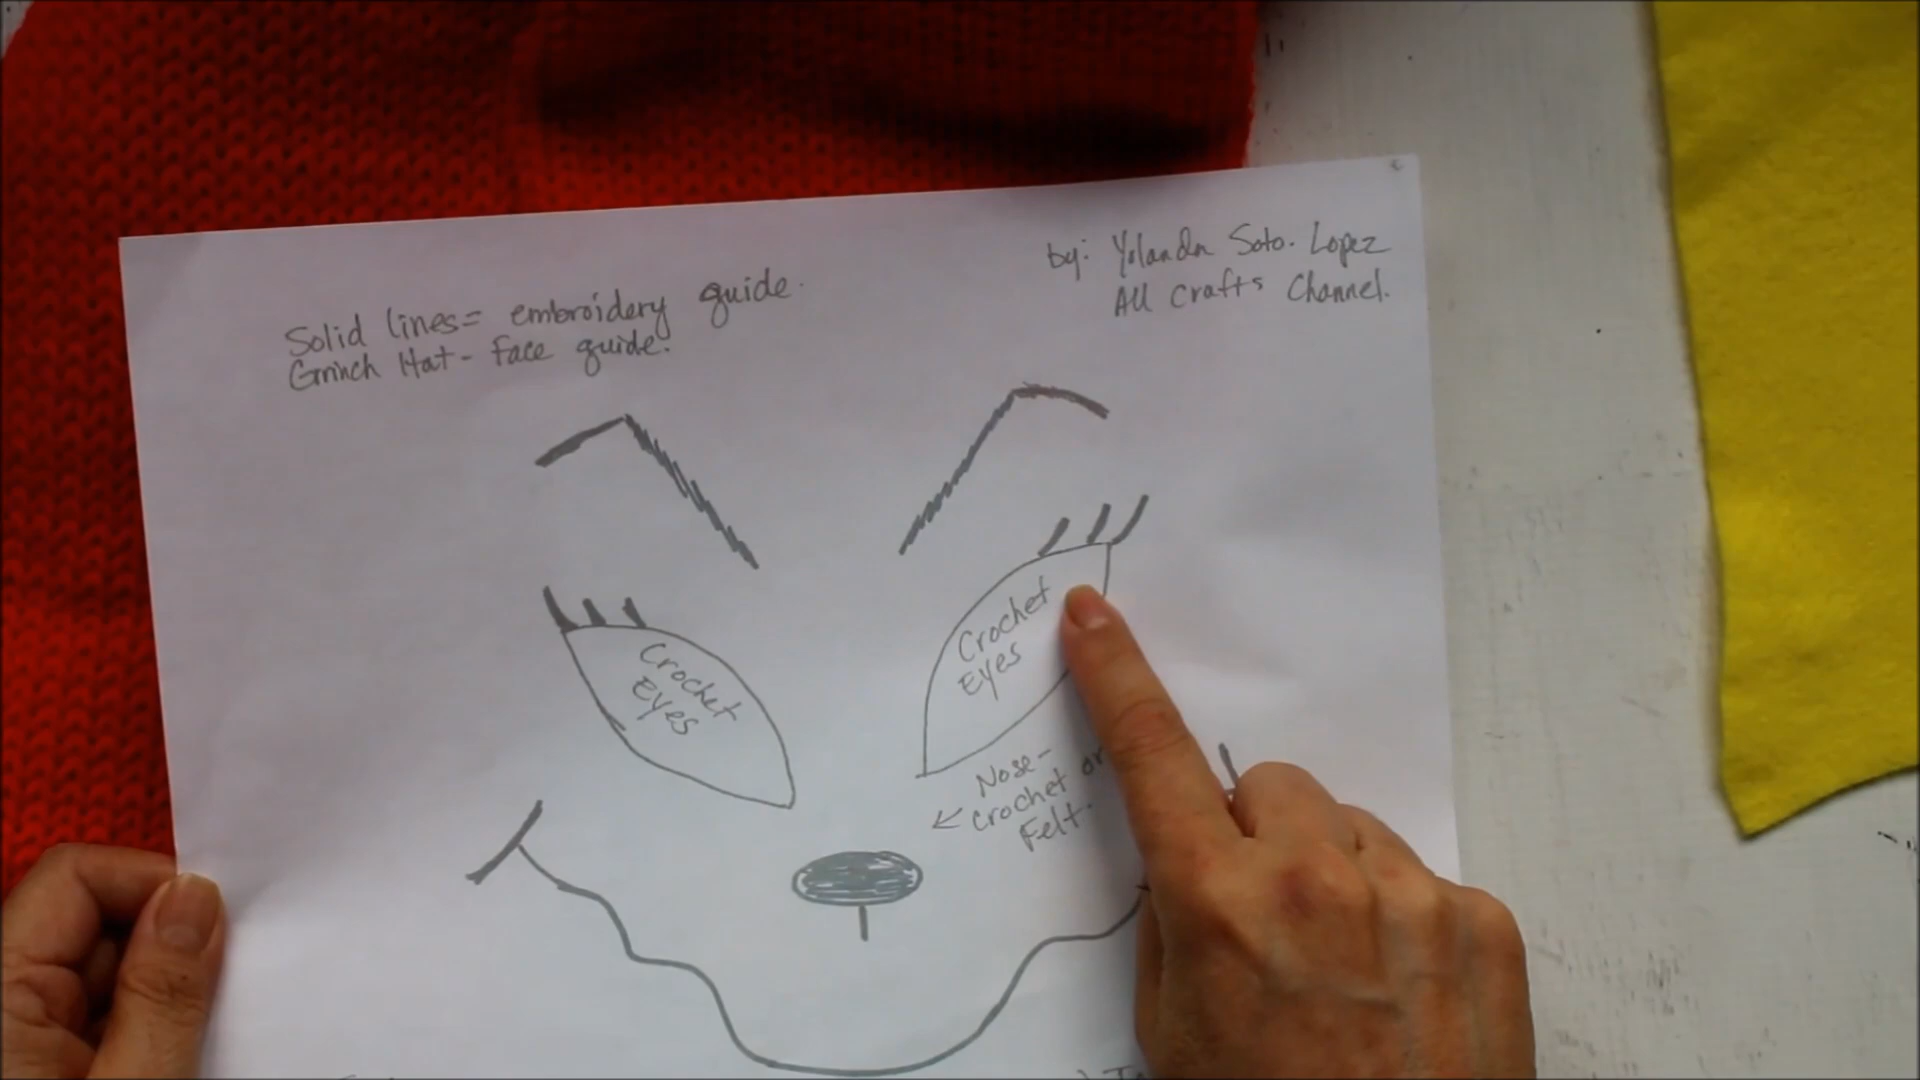 Solid lines= embroidery guide.
Grinch Hat- face guide.
by: Yolanda Soto. Lopez
All Crafts Channel.
Crochet
Eyes
Crochet
Eyes
Nose-
← crochet or
Felt.